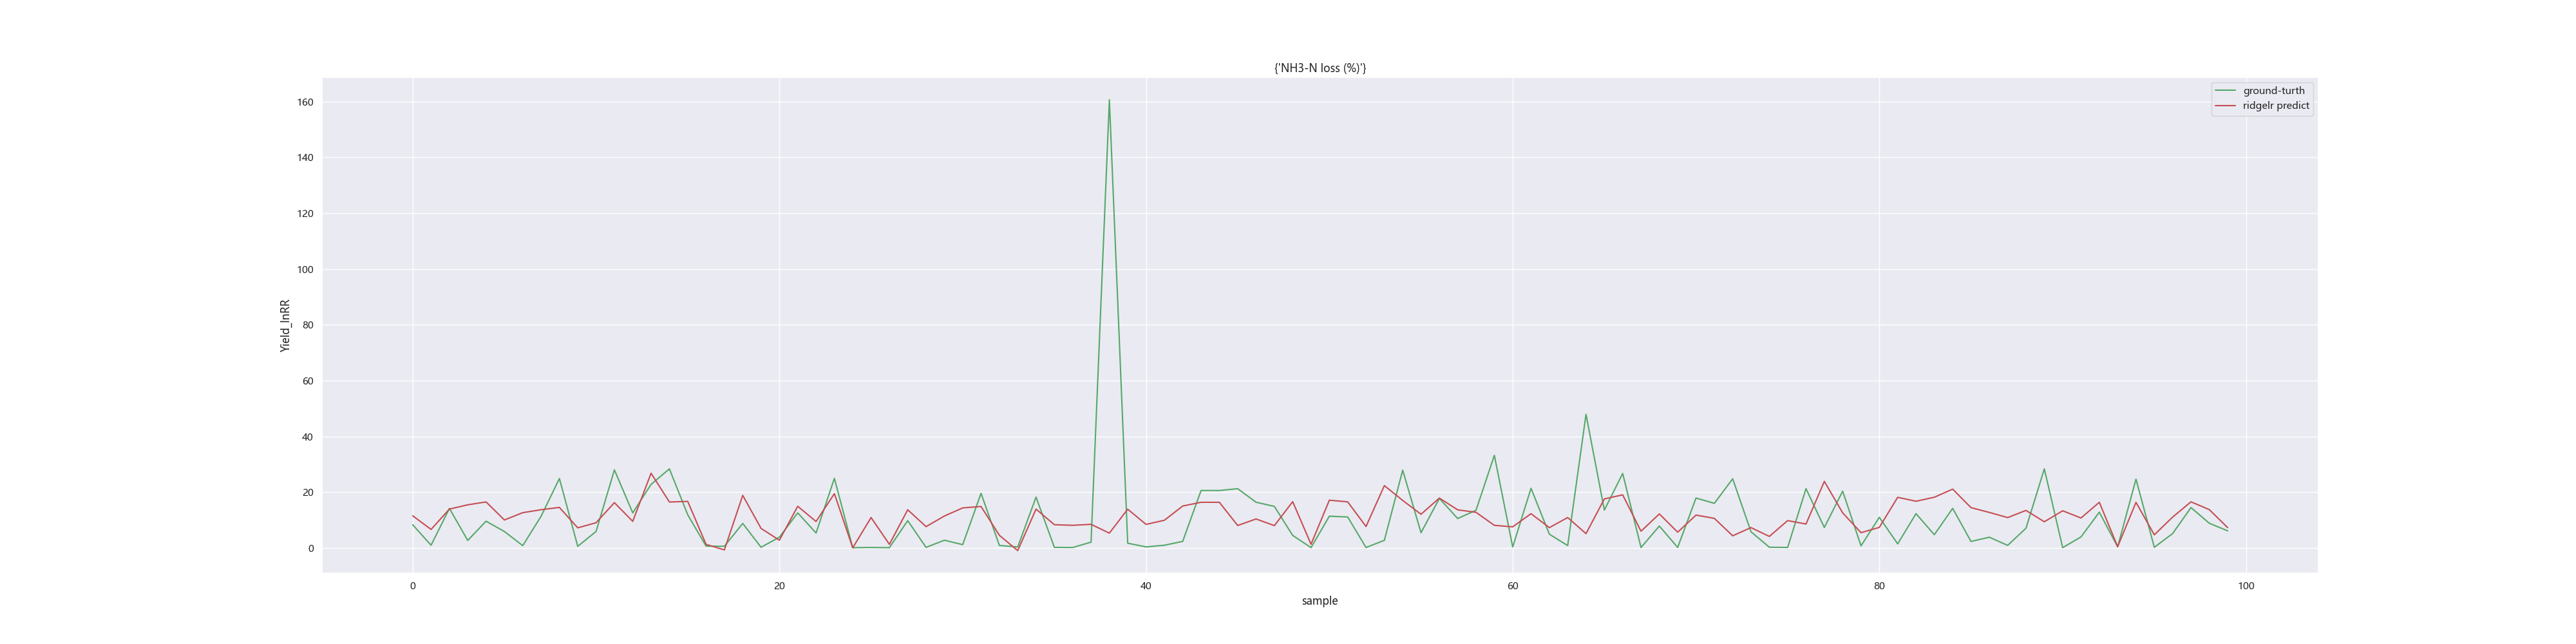 {'NH3-N loss (%)'}
ground-turth
ridgelr predict
160
140
120
100
80
60
40
20
0
Yield_lnRR
0 20 40 60 80 100
sample